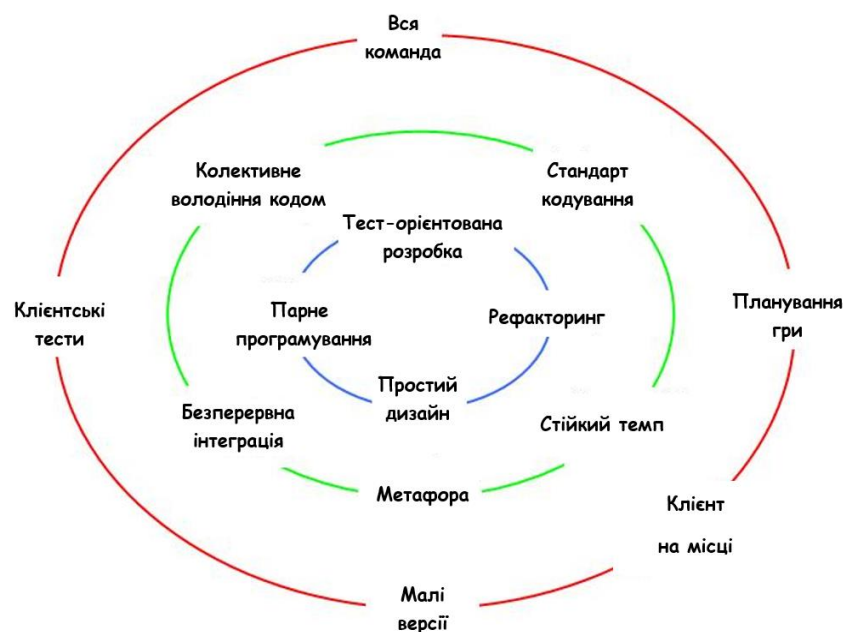 Вся
команда
Колективне
володіння кодом
Стандарт
кодування
Тест-орієнтована
розробка
Клієнтські
тести
Парне
програмування
Рефакторинг
Планування
гри
Простий
дизайн
Безперервна
інтеграція
Стійкий темп
Метафора
Клієнт
на місці
Малі
версії